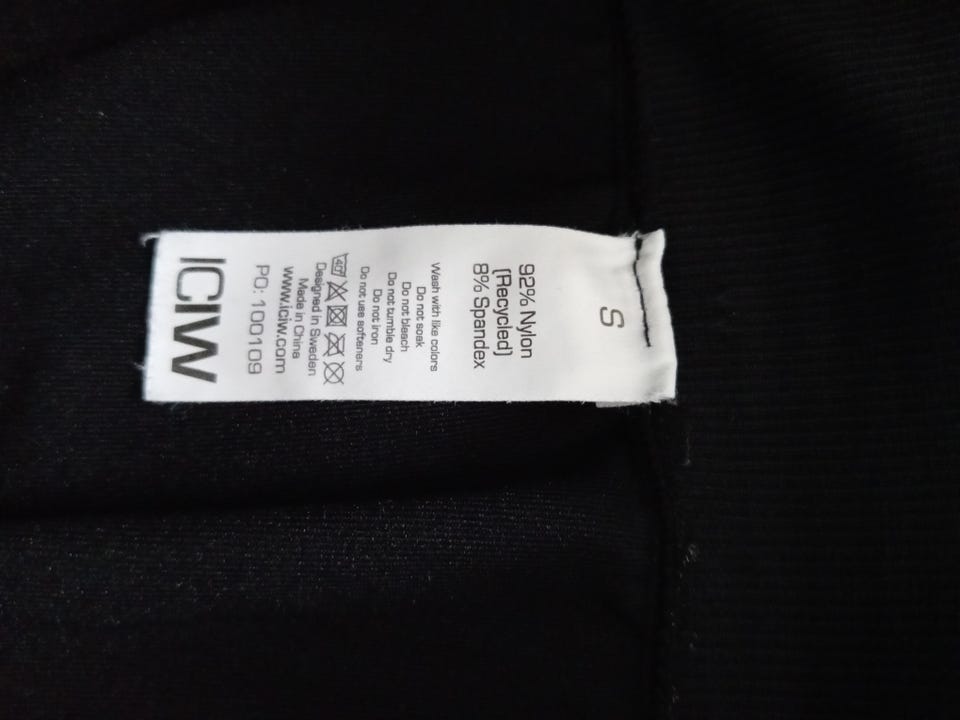 S
92% Nylon
(Recycled)
8% Spandex
Wash with like colors
Do not soak
Do not bleach
Do not tumble dry
Do not iron
Do not use softeners
40
Designed in Sweden
Made in China
www.iciw.com
PO: 100109
ICIW